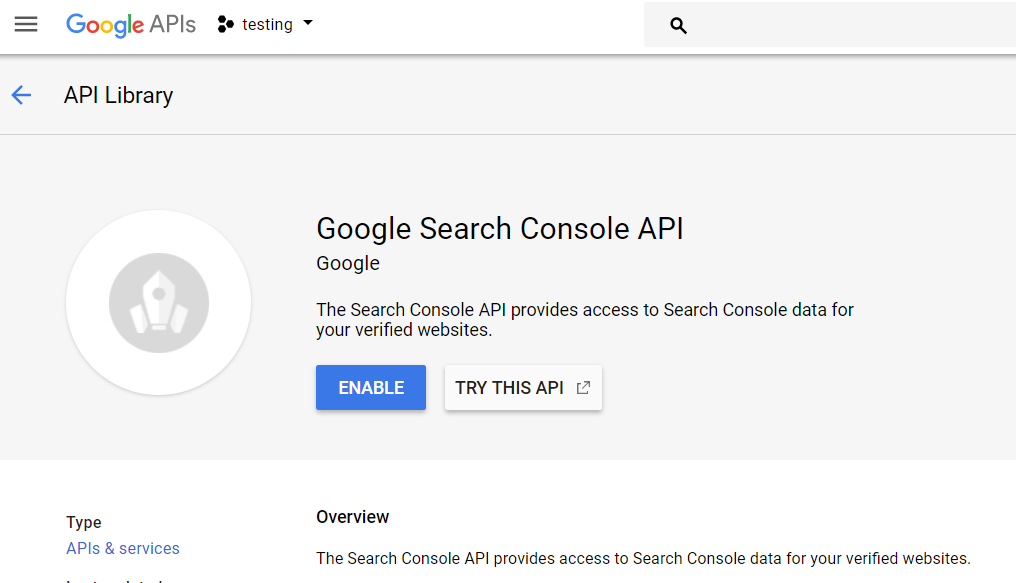 Google APIs testing
API Library
Google Search Console API
Google
The Search Console API provides access to Search Console data for
your verified websites.
ENABLE TRY THIS API
Type
APIs & services
Overview
The Search Console API provides access to Search Console data for your verified websites.